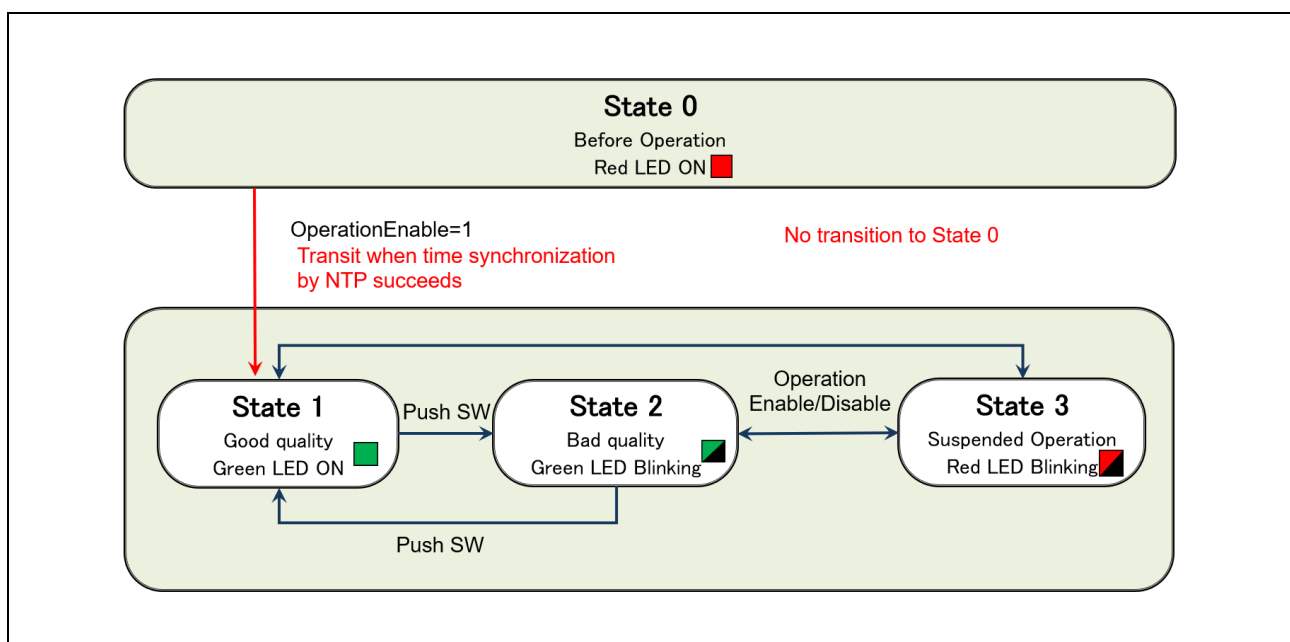 State 0
Before Operation
Red LED ON
OperationEnable=1
Transit when time synchronization
by NTP succeeds
No transition to State 0
State 1
Good quality
Green LED ON
Push SW
State 2
Bad quality
Green LED Blinking
Operation
Enable/Disable
State 3
Suspended Operation
Red LED Blinking
Push SW